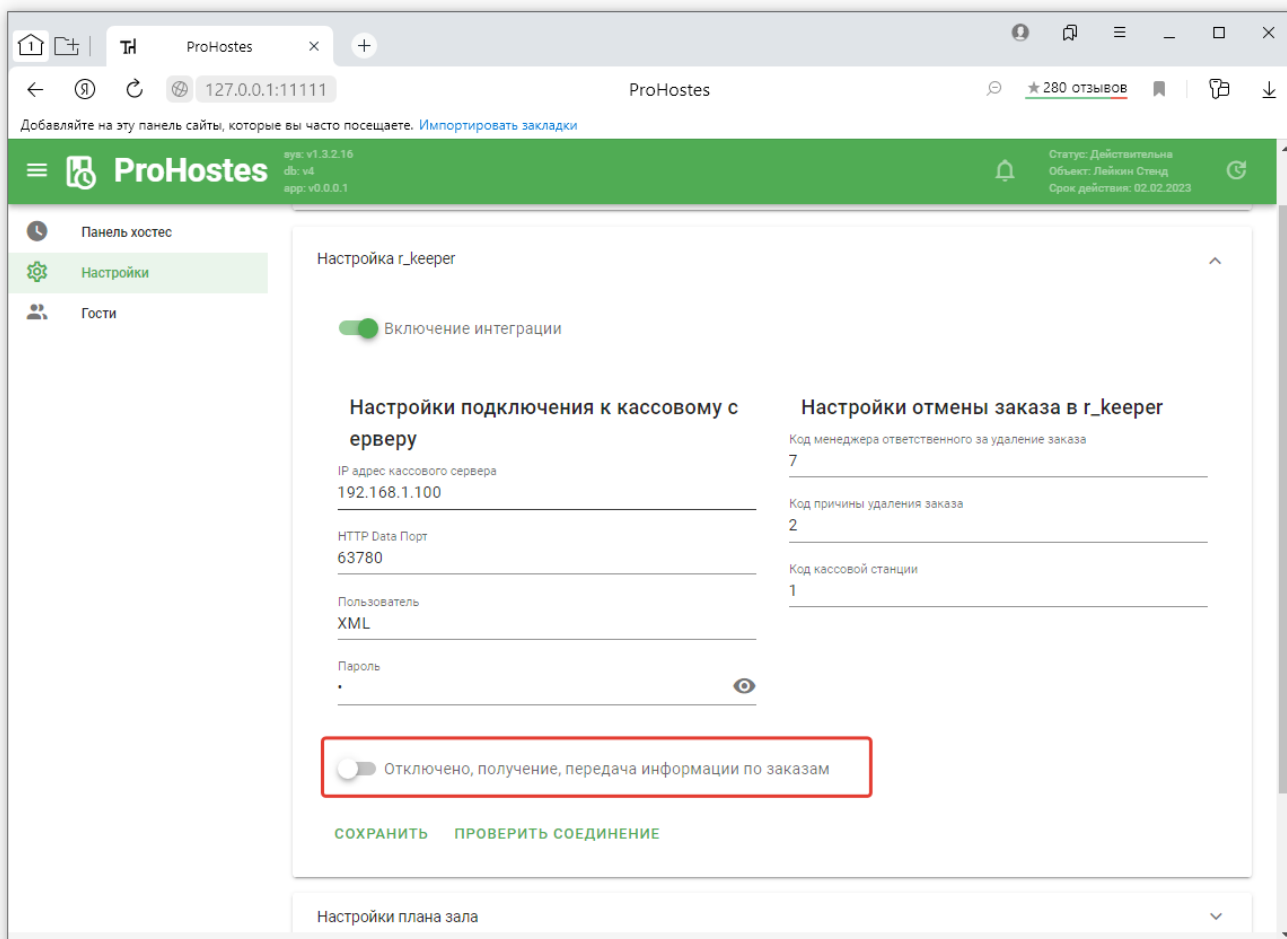 1
TH
ProHostes
Я
127.0.0.1:11111
ProHostes
★280 отзывов
Добавляйте на эту панель сайты, которые вы часто посещаете. Импортировать закладки
ProHostes
sys: v1.3.2.16
db: v4
app: v0.0.0.1
Статус: Действительна
Объект: Лейкин Стенд
Срок действия: 02.02.2023
Панель хостес
Настройки
Гости
Настройка r_keeper
Включение интеграции
Настройки подключения к кассовому с
ерверу
IP адрес кассового сервера
192.168.1.100
HTTP Data Порт
63780
Пользователь
XML
Пароль
•
Настройки отмены заказа в r_keeper
Код менеджера ответственного за удаление заказа
7
Код причины удаления заказа
2
Код кассовой станции
1
Отключено, получение, передача информации по заказам
СОХРАНИТЬ ПРОВЕРИТЬ СОЕДИНЕНИЕ
Настройки плана зала